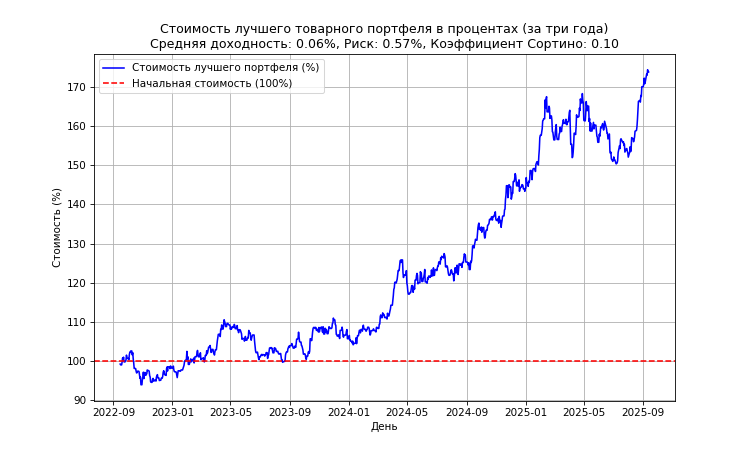 Стоимость лучшего товарного портфеля в процентах (за три года)
Средняя доходность: 0.06%, Риск: 0.57%, Коэффициент Сортино: 0.10
Стоимость лучшего портфеля (%)
Начальная стоимость (100%)
Стоимость (%)
170
160
150
140
130
120
110
100
90
2022-09 2023-01 2023-05 2023-09 2024-01 2024-05 2024-09 2025-01 2025-05 2025-09
День